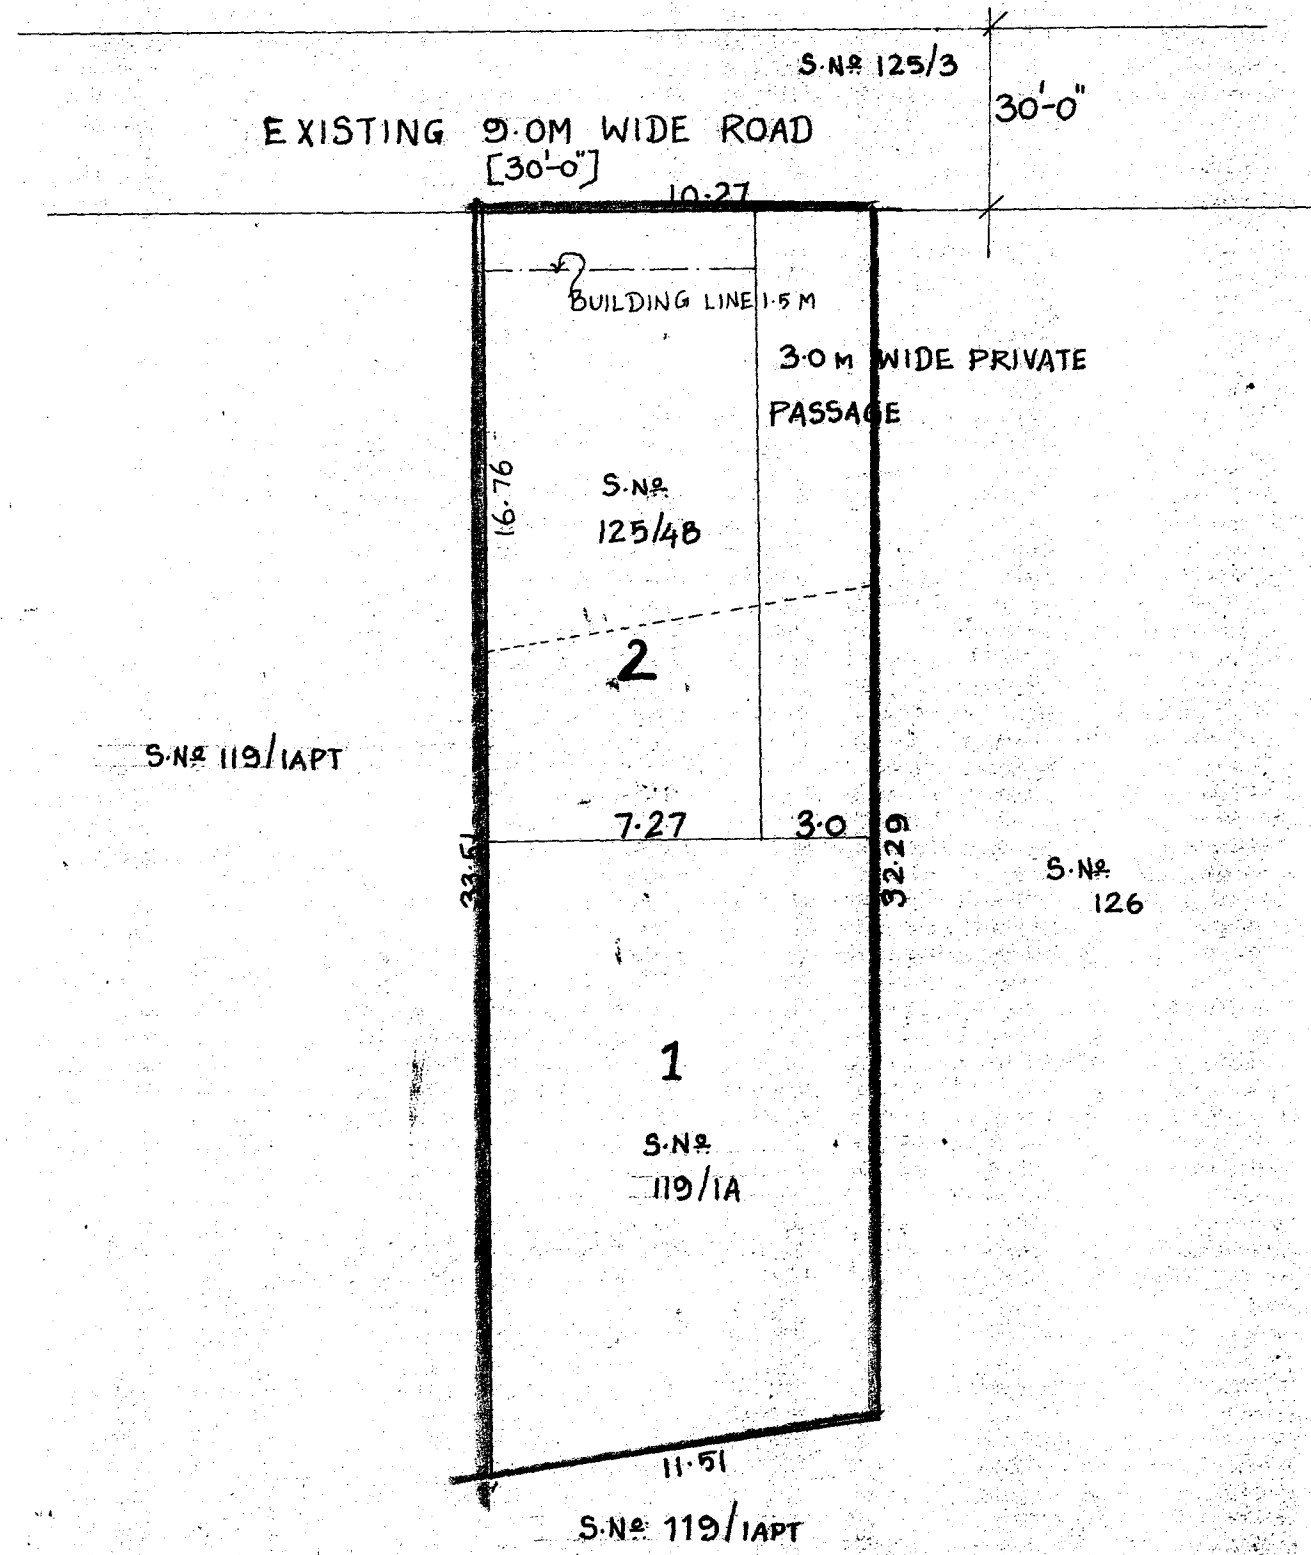 S.Nº 125/3
30'-0"
EXISTING 9.0M WIDE ROAD
[30'-0"]
10.27
BUILDING LINE 1.5 M
3.0 M WIDE PRIVATE
PASSAGE
16.76
S.Nº
125/4B
2
S.Nº 119/1APT
7.27
3.0
33.51
32.29
S.Nº
126
1
S.Nº
119/1A
11.51
S.Nº 119/1APT